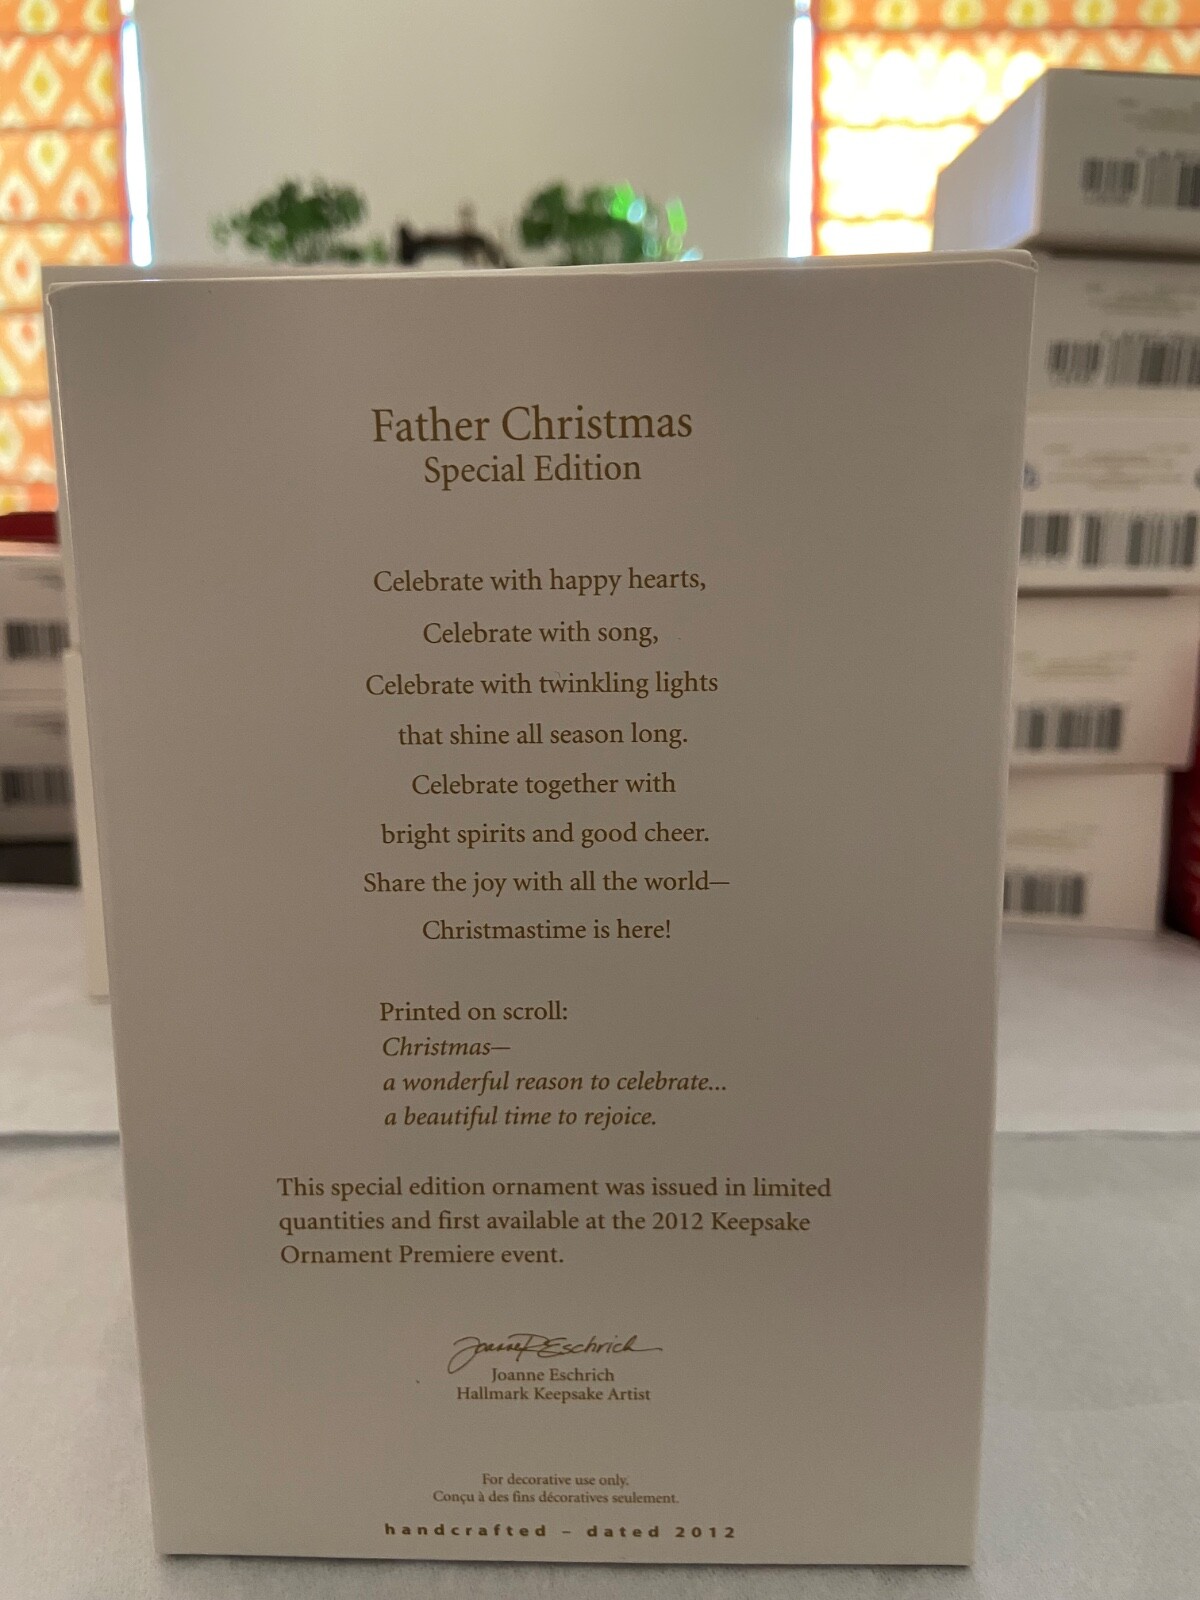 Father Christmas
Special Edition
Celebrate with happy hearts,
Celebrate with song,
Celebrate with twinkling lights
that shine all season long.
Celebrate together with
bright spirits and good cheer.
Share the joy with all the world—
Christmastime is here!
Printed on scroll:
Christmas—
a wonderful reason to celebrate...
a beautiful time to rejoice.
This special edition ornament was issued in limited
quantities and first available at the 2012 Keepsake
Ornament Premiere event.
Joanne Eschrich
Joanne Eschrich
Hallmark Keepsake Artist
For decorative use only.
Conçu à des fins décoratives seulement.
handcrafted – dated 2012